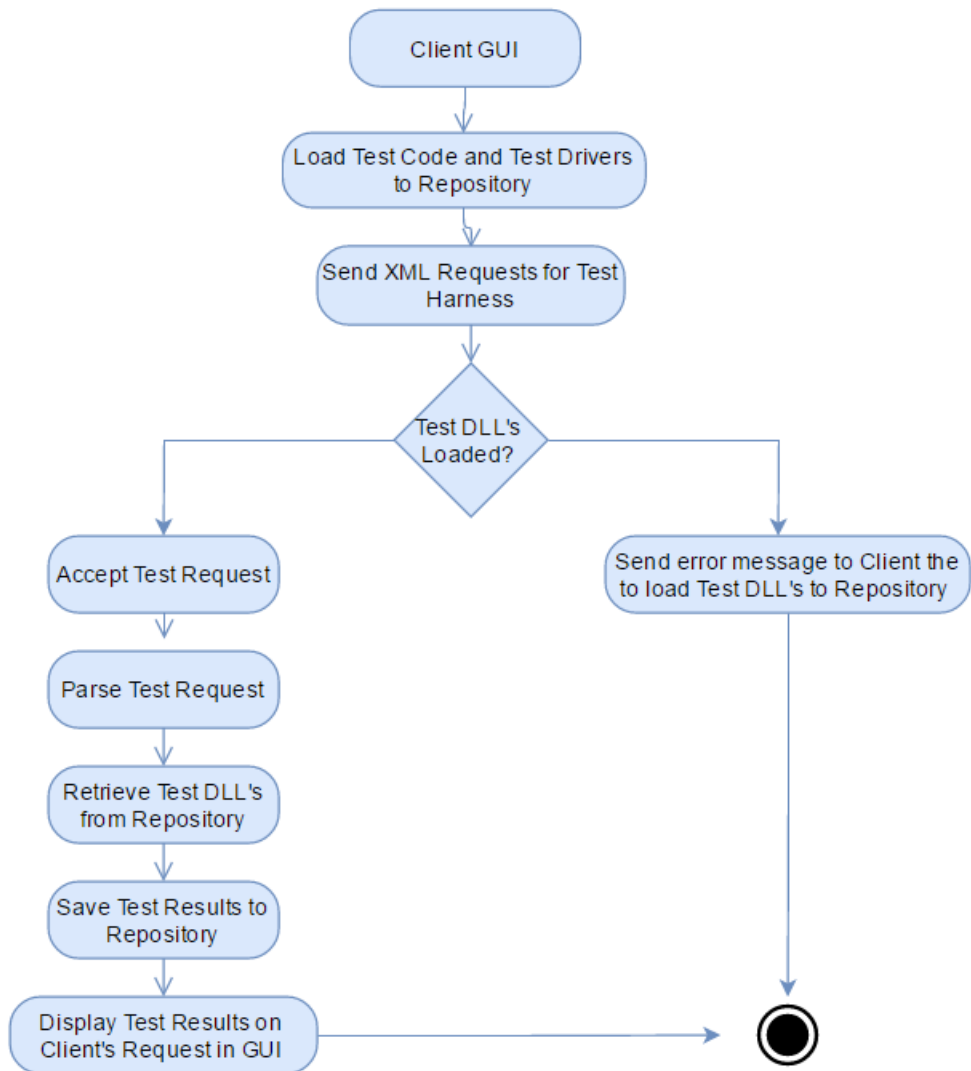 Client GUI
Load Test Code and Test Drivers
to Repository
Send XML Requests for Test
Harness
Test DLL's
Loaded?
Accept Test Request
Send error message to Client the
to load Test DLL's to Repository
Parse Test Request
Retrieve Test DLL's
from Repository
Save Test Results to
Repository
Display Test Results on
Client's Request in GUI